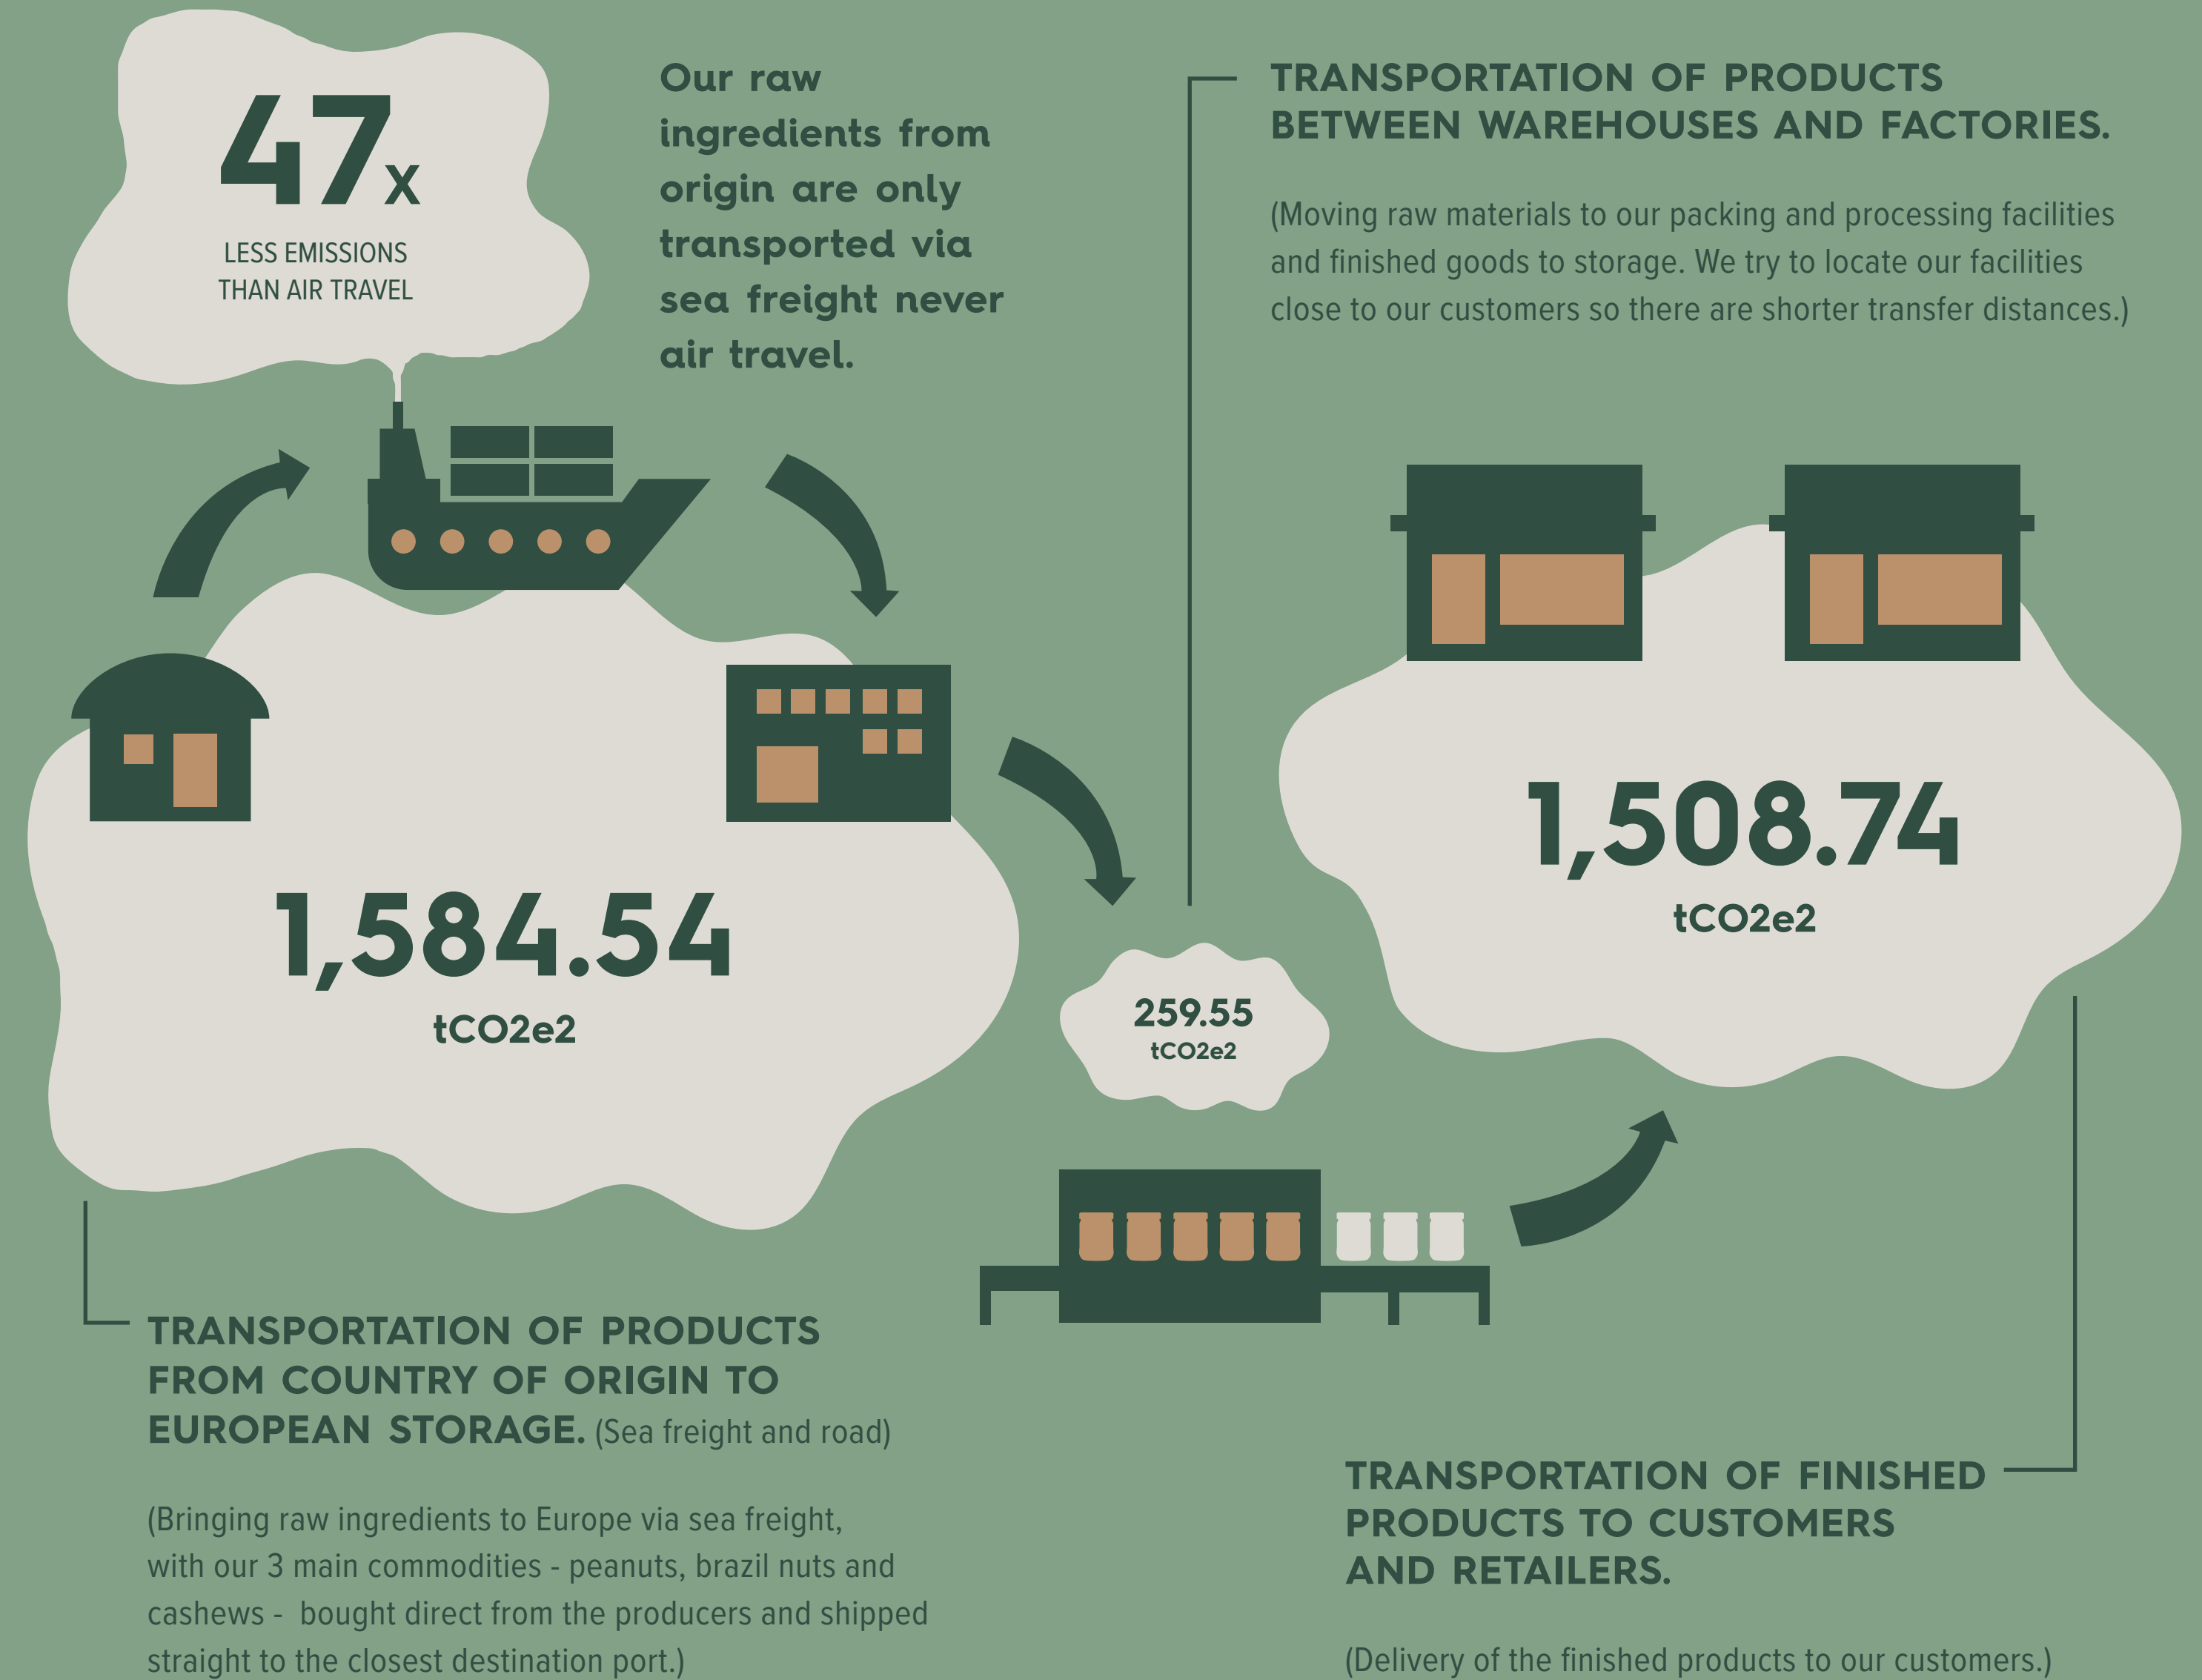 47x
LESS EMISSIONS
THAN AIR TRAVEL
Our raw
ingredients from
origin are only
transported via
sea freight never
air travel.
TRANSPORTATION OF PRODUCTS
BETWEEN WAREHOUSES AND FACTORIES.
(Moving raw materials to our packing and processing facilities
and finished goods to storage. We try to locate our facilities
close to our customers so there are shorter transfer distances.)
1,584.54
tCO2e2
259.55
tCO2e2
1,508.74
tCO2e2
TRANSPORTATION OF PRODUCTS
FROM COUNTRY OF ORIGIN TO
EUROPEAN STORAGE. (Sea freight and road)
(Bringing raw ingredients to Europe via sea freight,
with our 3 main commodities - peanuts, brazil nuts and
cashews -  bought direct from the producers and shipped
straight to the closest destination port.)
TRANSPORTATION OF FINISHED
PRODUCTS TO CUSTOMERS
AND RETAILERS.
(Delivery of the finished products to our customers.)